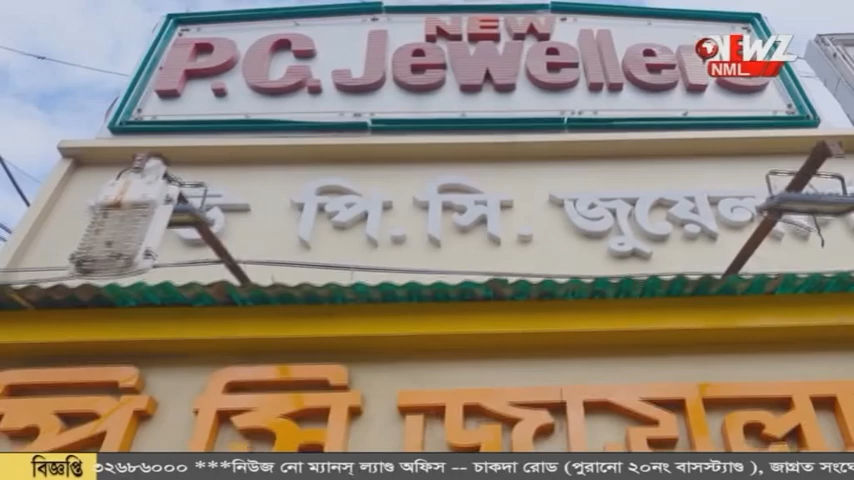 NEW
P.C. Jewellers
NEWZ
NML
উ পি. সি. জুয়েলা
পি সি জুয়েলা
বিজ্ঞপ্তি ৩২৬৮৬০০০ ***নিউজ নো ম্যানস্ ল্যাণ্ড অফিস -- চাকদা রোড (পুরানো ২০নং বাসস্ট্যাণ্ড ), জাগ্রত সংঘে